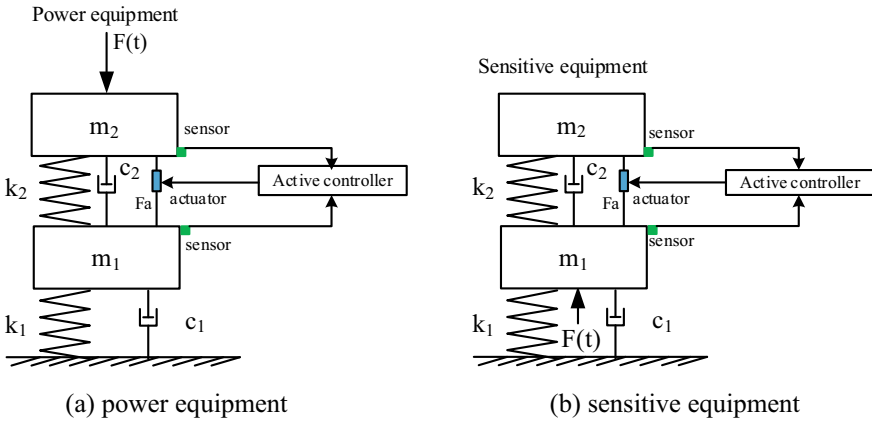 Power equipment
F(t)
m₂
sensor
k₂
c₂
Fa
actuator
Active controller
sensor
m₁
k₁
c₁
(a) power equipment
Sensitive equipment
m₂
sensor
k₂
c₂
Fa
actuator
Active controller
sensor
m₁
k₁
F(t)
c₁
(b) sensitive equipment